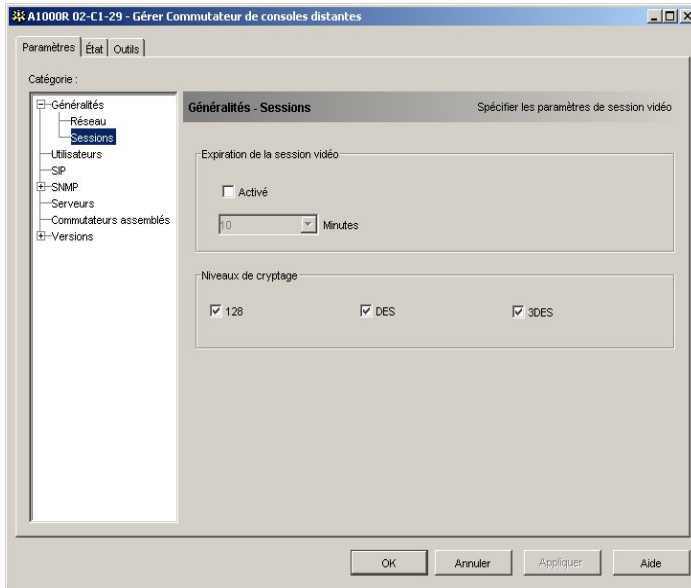 A1000R 02-C1-29 - Gérer Commutateur de consoles distantes
Paramètres État Outils
Catégorie :
Généralités
Réseau
Sessions
Utilisateurs
SIP
SNMP
Serveurs
Commutateurs assemblés
Versions
Généralités - Sessions Spécifier les paramètres de session vidéo
Expiration de la session vidéo
Activé
10 Minutes
Niveaux de cryptage
128 DES 3DES
OK Annuler Appliquer Aide